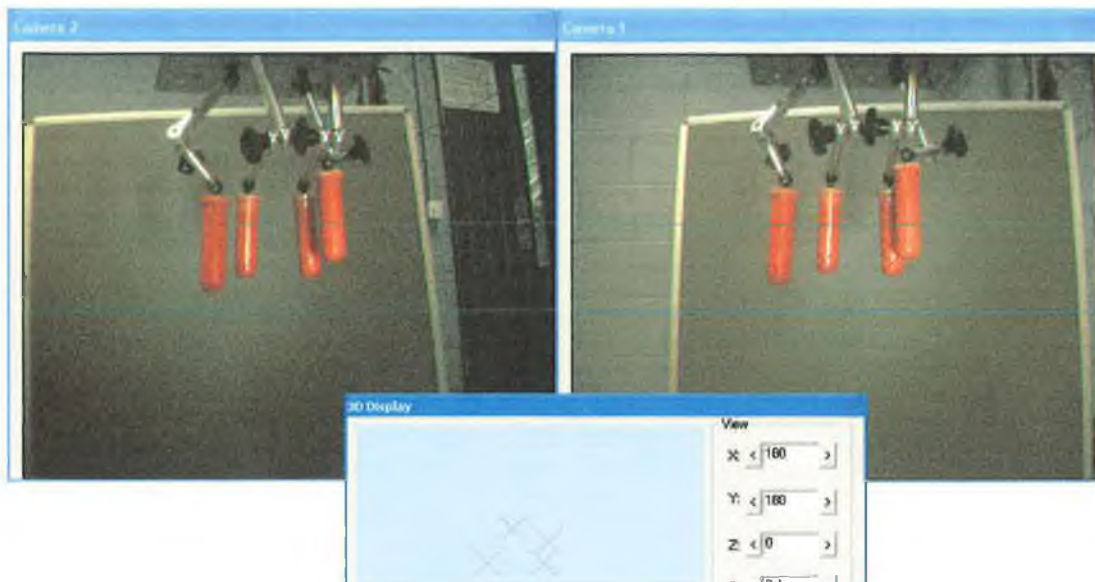 Camera 2
Camera 1
3D Display
View
X: < 180 >
Y: < 180 >
Z: < 0 >